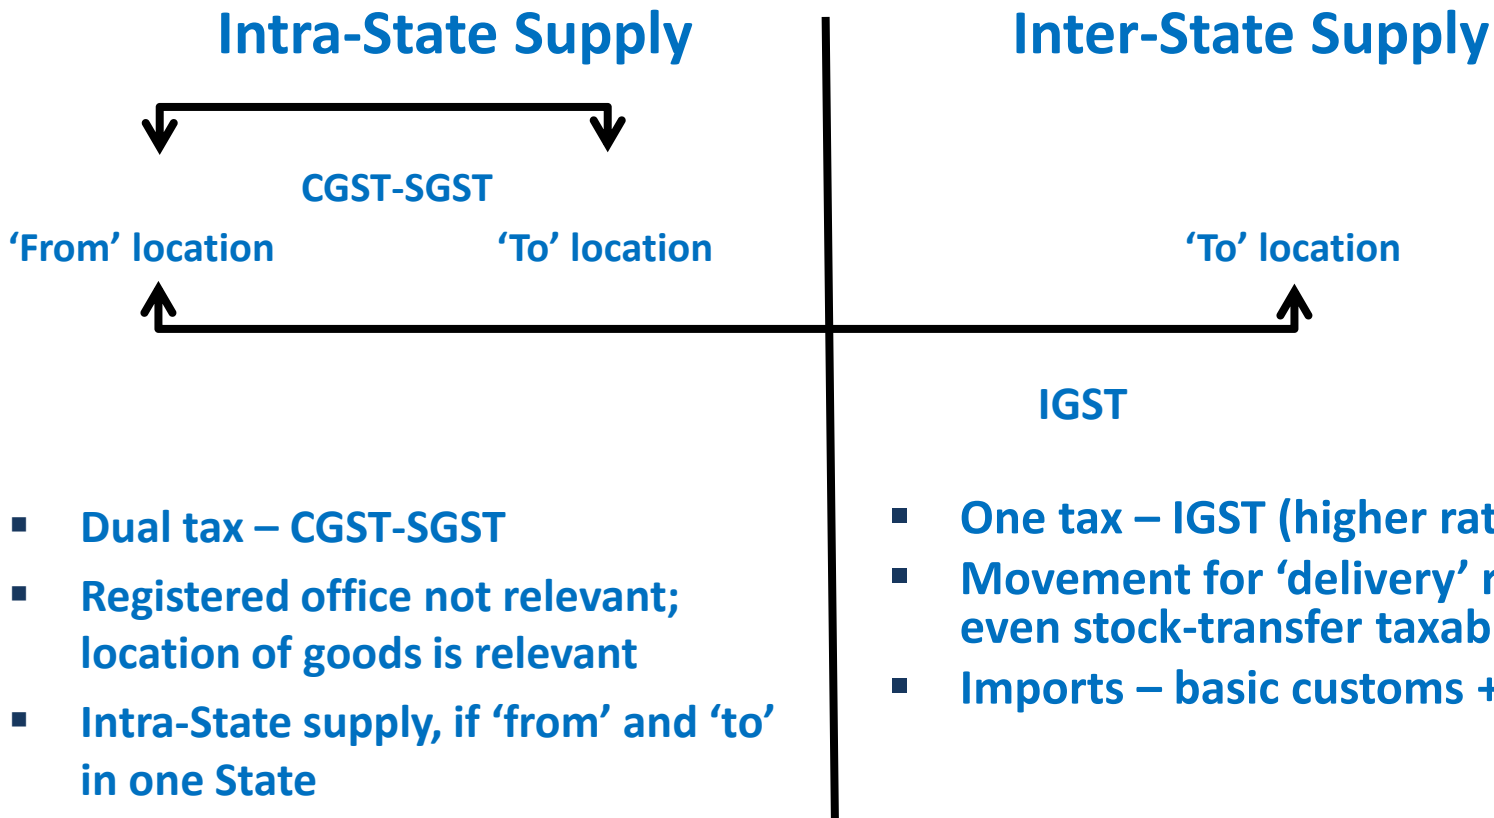 Intra-State Supply
Inter-State Supply
CGST-SGST
‘From’ location
‘To’ location
‘To’ location
IGST
▪ Dual tax – CGST-SGST
▪ Registered office not relevant;
location of goods is relevant
▪ Intra-State supply, if ‘from’ and ‘to’
in one State
▪ One tax – IGST (higher
▪ Movement for ‘delivery’
even stock-transfer
▪ Imports – basic customs +